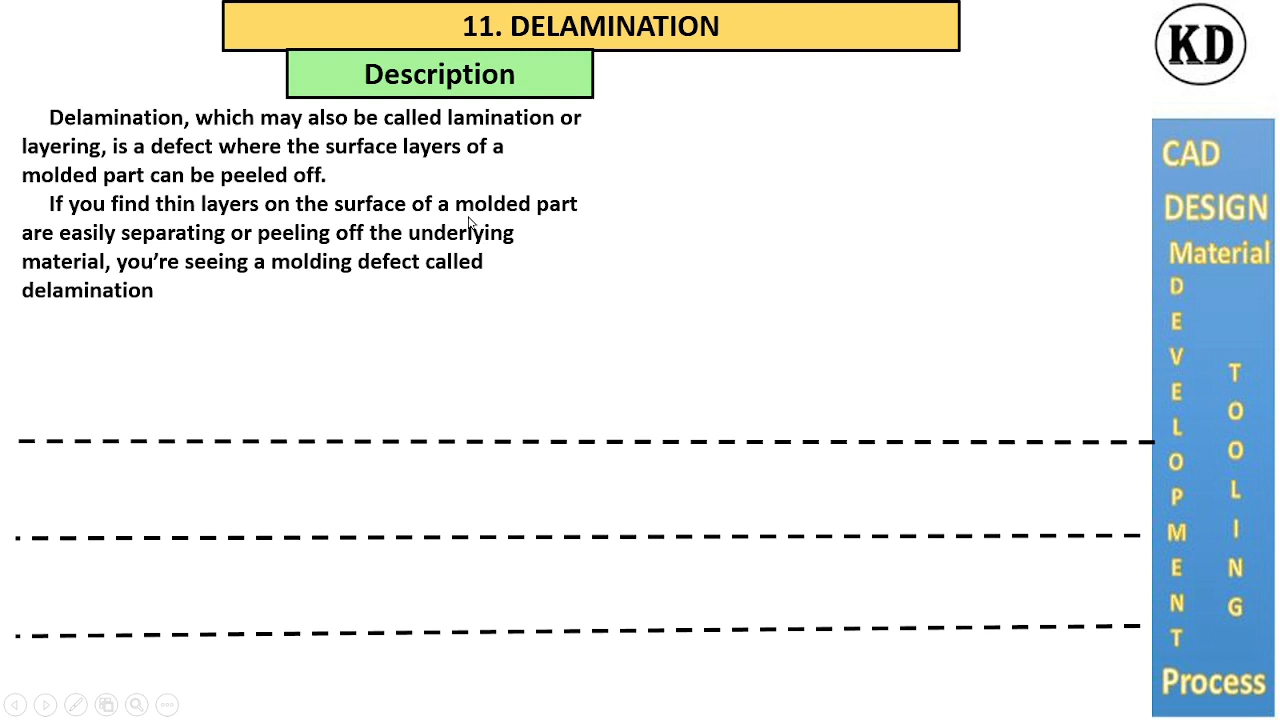 11. DELAMINATION
Description
Delamination, which may also be called lamination or
layering, is a defect where the surface layers of a
molded part can be peeled off.
If you find thin layers on the surface of a molded part
are easily separating or peeling off the underlying
material, you’re seeing a molding defect called
delamination
KD
CAD
DESIGN
Material
DEVELOPMENT
TOOLING
Process